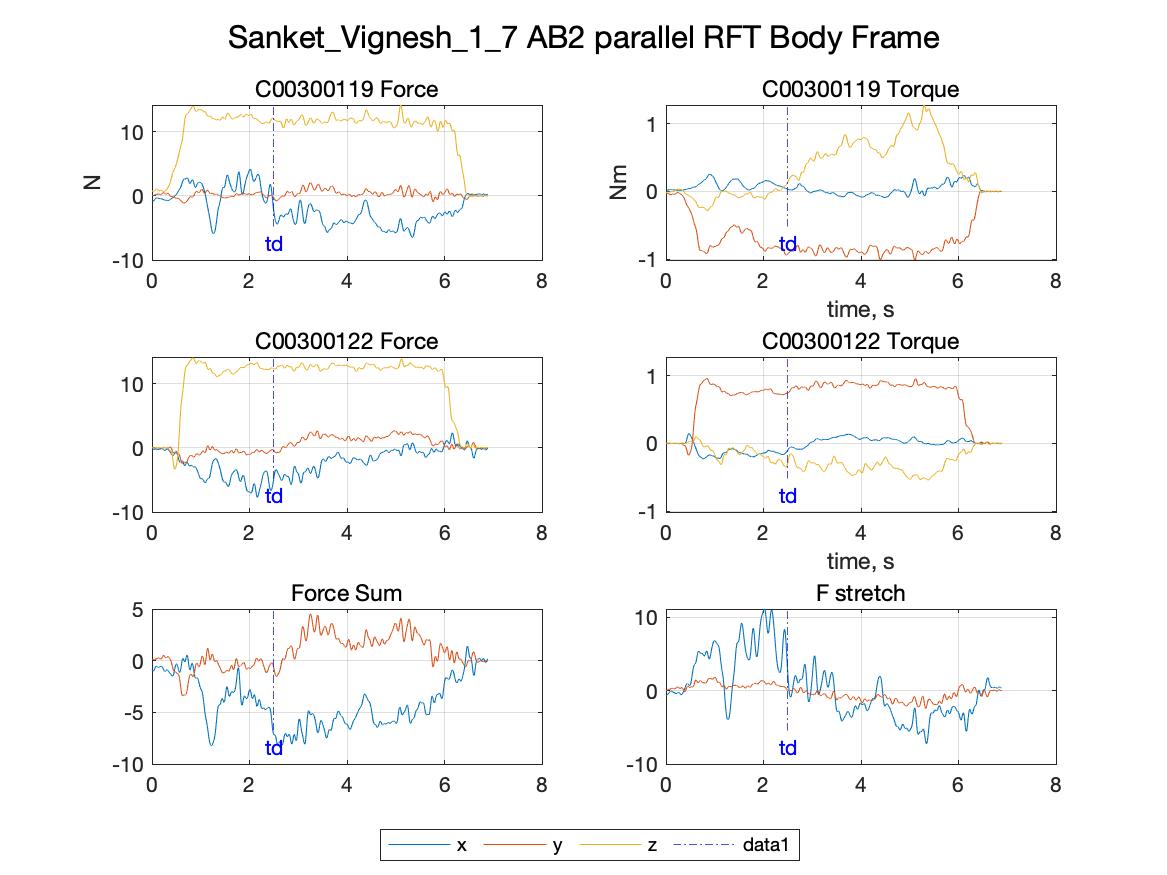 Sanket_Vignesh_1_7 AB2 parallel RFT Body Frame
C00300119 Force
N
10
0
-10
td
0 2 4 6 8
C00300119 Torque
Nm
1
0
-1
td
0 2 4 6 8
time, s
C00300122 Force
10
0
-10
td
0 2 4 6 8
C00300122 Torque
1
0
-1
td
0 2 4 6 8
time, s
Force Sum
5
0
-5
-10
td
0 2 4 6 8
F stretch
10
0
-10
td
0 2 4 6 8
x y z data1